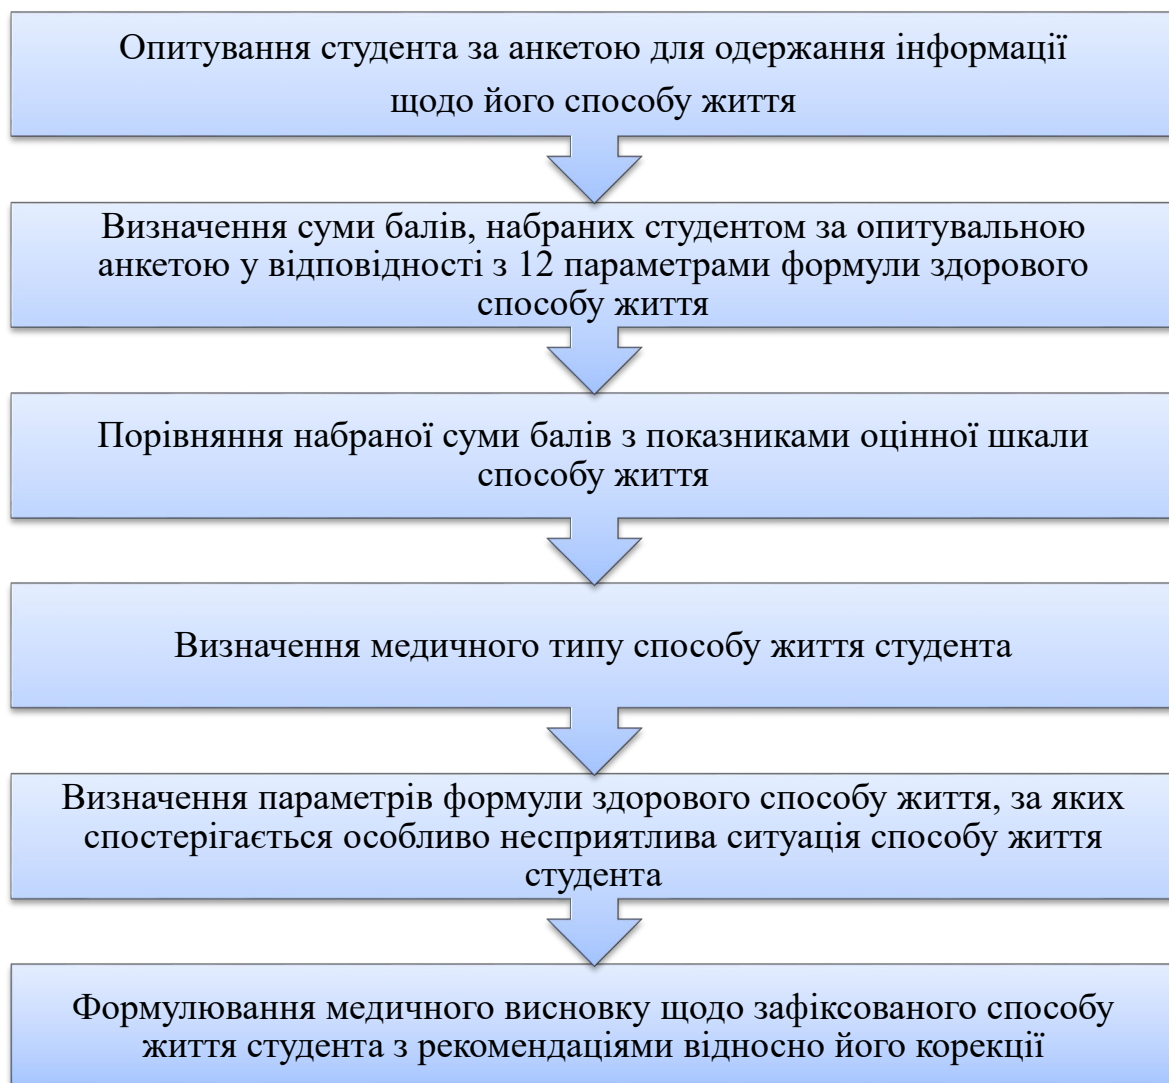 Опитування студента за анкетою для одержання інформації
щодо його способу життя
Визначення суми балів, набраних студентом за опитувальною
анкетою у відповідності з 12 параметрами формули здорового
способу життя
Порівняння набраної суми балів з показниками оцінної шкали
способу життя
Визначення медичного типу способу життя студента
Визначення параметрів формули здорового способу життя, за яких
спостерігається особливо несприятлива ситуація способу життя
студента
Формулювання медичного висновку щодо зафіксованого способу
життя студента з рекомендаціями відносно його корекції